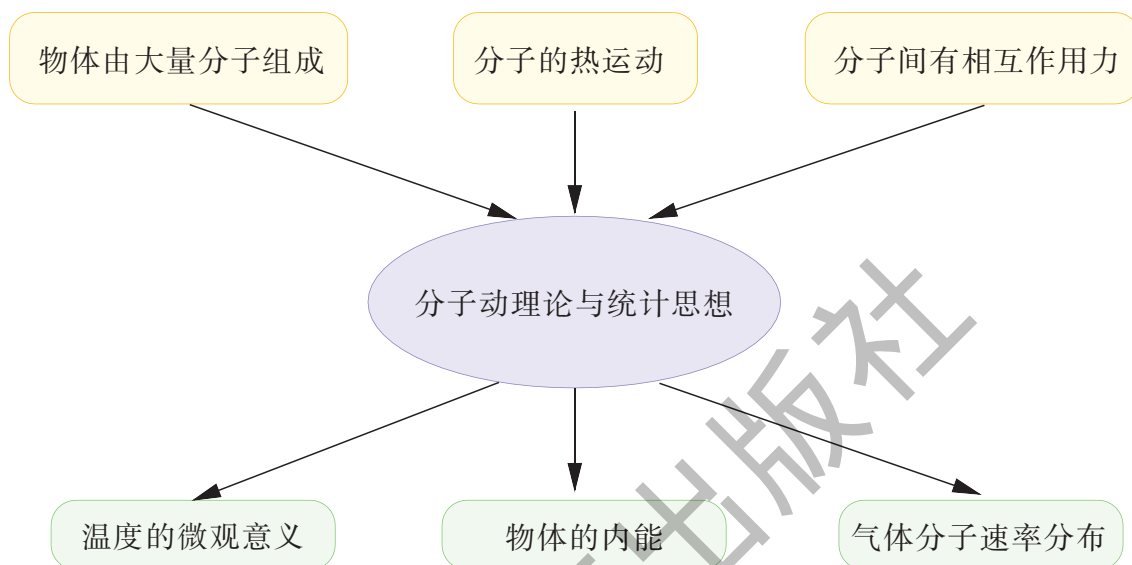 物体由大量分子组成
分子的热运动
分子间有相互作用力
分子动理论与统计思想
温度的微观意义
物体的内能
气体分子速率分布
出版社